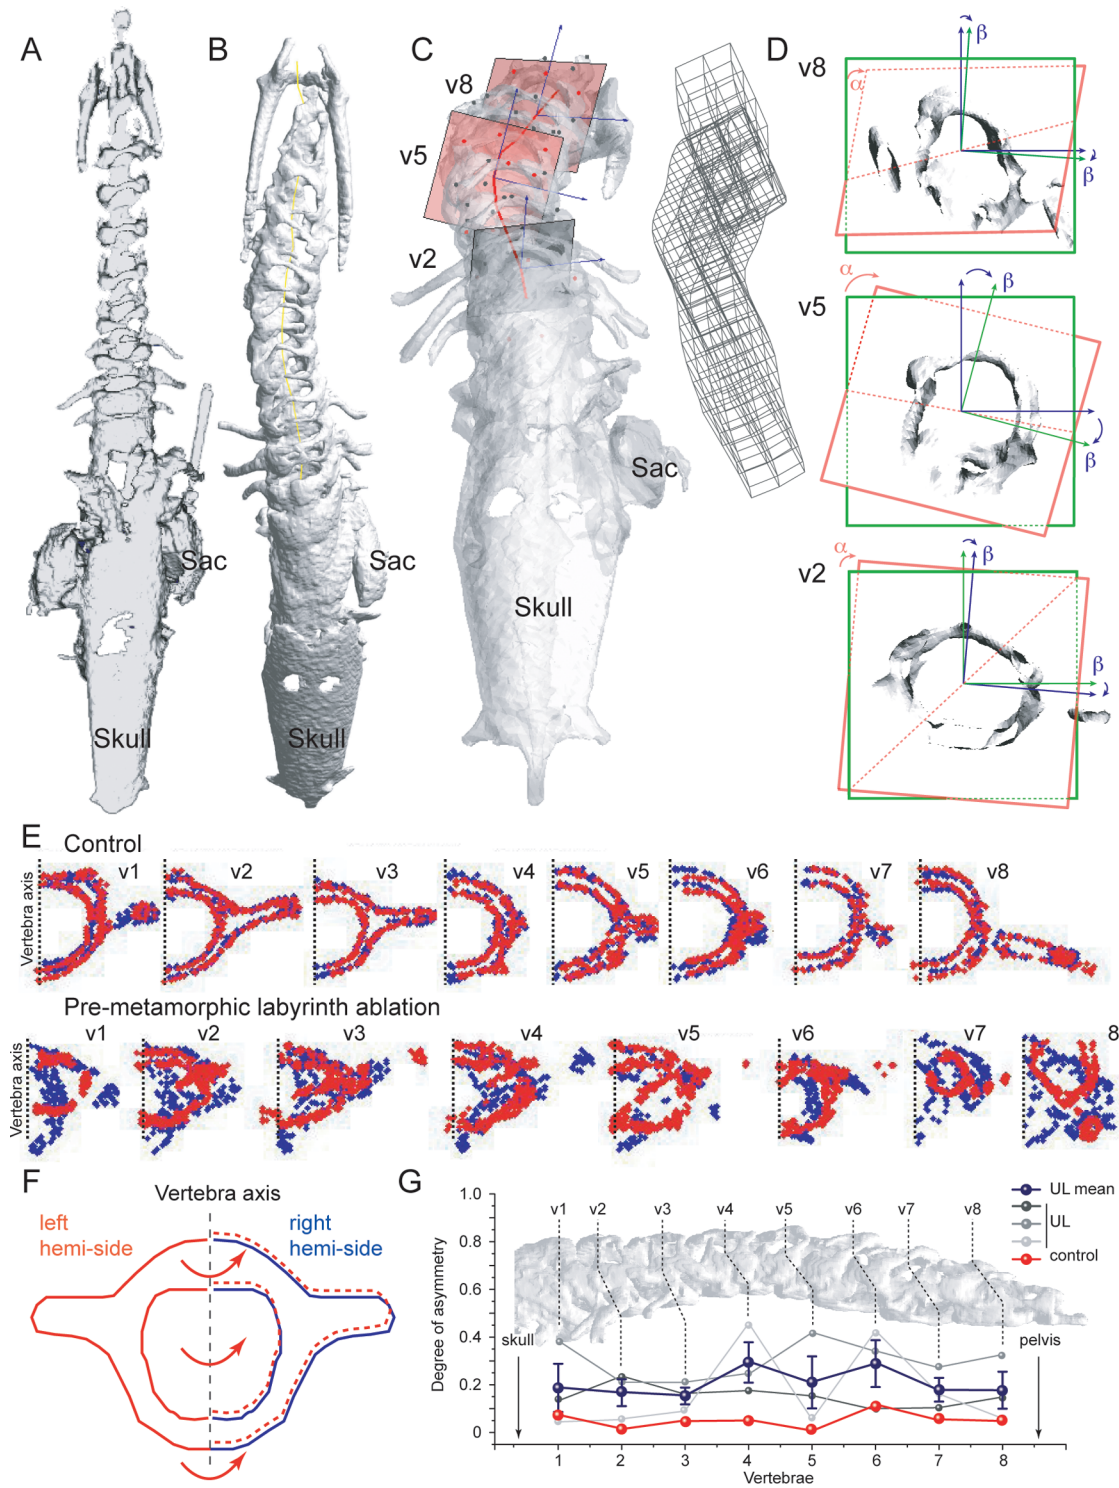 A
B
C
D
v8
v5
v2
Sac
Skull
Sac
Skull
Sac
Skull
v8
α
β
β
v5
α
β
β
v2
α
β
β
E
Control
Vertebra axis
v1
v2
v3
v4
v5
v6
v7
v8
Pre-metamorphic labyrinth ablation
Vertebra axis
v1
v2
v3
v4
v5
v6
v7
8
F
Vertebra axis
left
hemi-side
right
hemi-side
G
Degree of asymmetry
1.0
0.8
0.6
0.4
0.2
0
v1
v2
v3
v4
v5
v6
v7
v8
UL mean
UL
control
skull
pelvis
1
2
3
4
5
6
7
8
Vertebrae